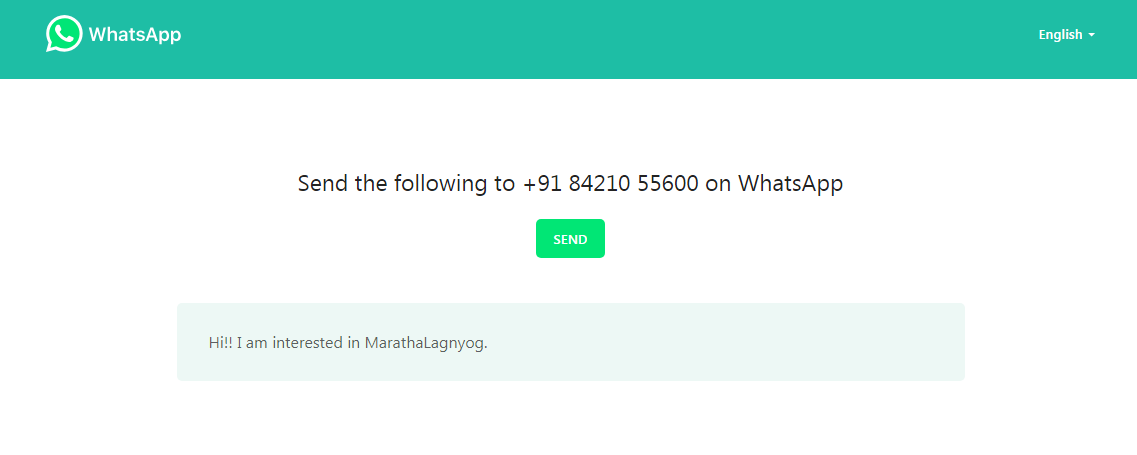 WhatsApp
English
Send the following to +91 84210 55600 on WhatsApp
SEND
Hi!! I am interested in MarathaLagnyog.